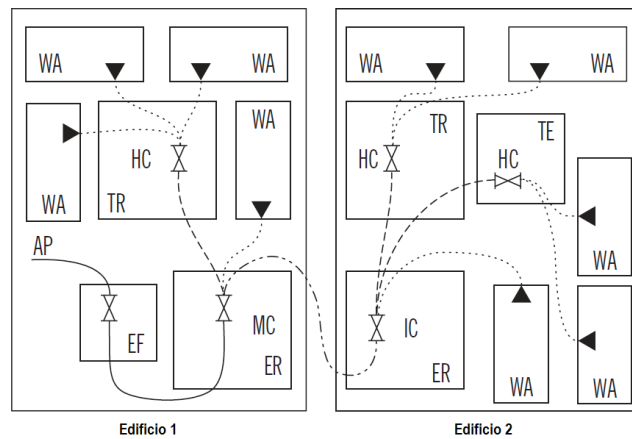 WA WA
WA WA
HC
TR
AP
EF
MC
ER
Edificio 1
WA WA
TR TE
HC HC
WA
IC
ER WA WA
Edificio 2